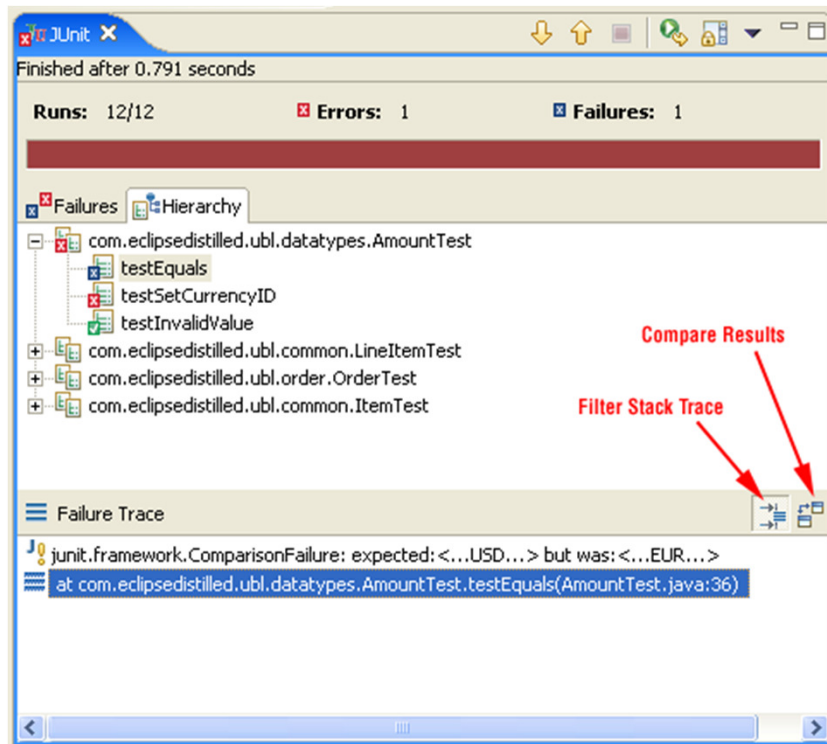 JUnit
Finished after 0.791 seconds
Runs: 12/12 Errors: 1 Failures: 1
Failures Hierarchy
com.eclipsedistilled.ubl.datatypes.AmountTest
testEquals
testSetCurrencyID
testInvalidValue
com.eclipsedistilled.ubl.common.LineItemTest
com.eclipsedistilled.ubl.order.OrderTest
com.eclipsedistilled.ubl.common.ItemTest
Compare Results
Filter Stack Trace
Failure Trace
junit.framework.ComparisonFailure: expected:<...USD...> but was:<...EUR...>
at com.eclipsedistilled.ubl.datatypes.AmountTest.testEquals(AmountTest.java:36)